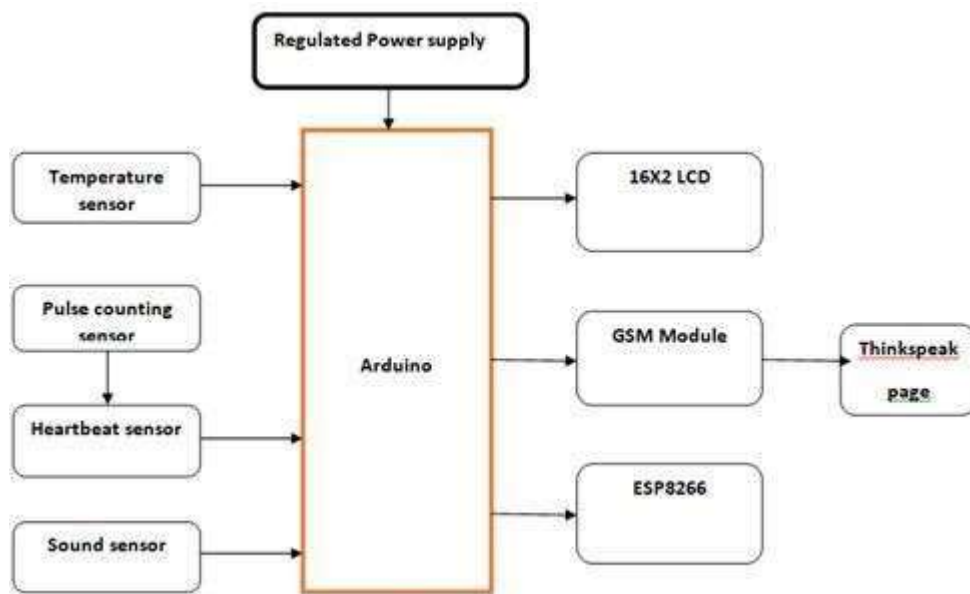 Regulated Power supply
Temperature
sensor
16X2 LCD
Pulse counting
sensor
GSM Module
Thinkspeak
page
Arduino
Heartbeat sensor
ESP8266
Sound sensor